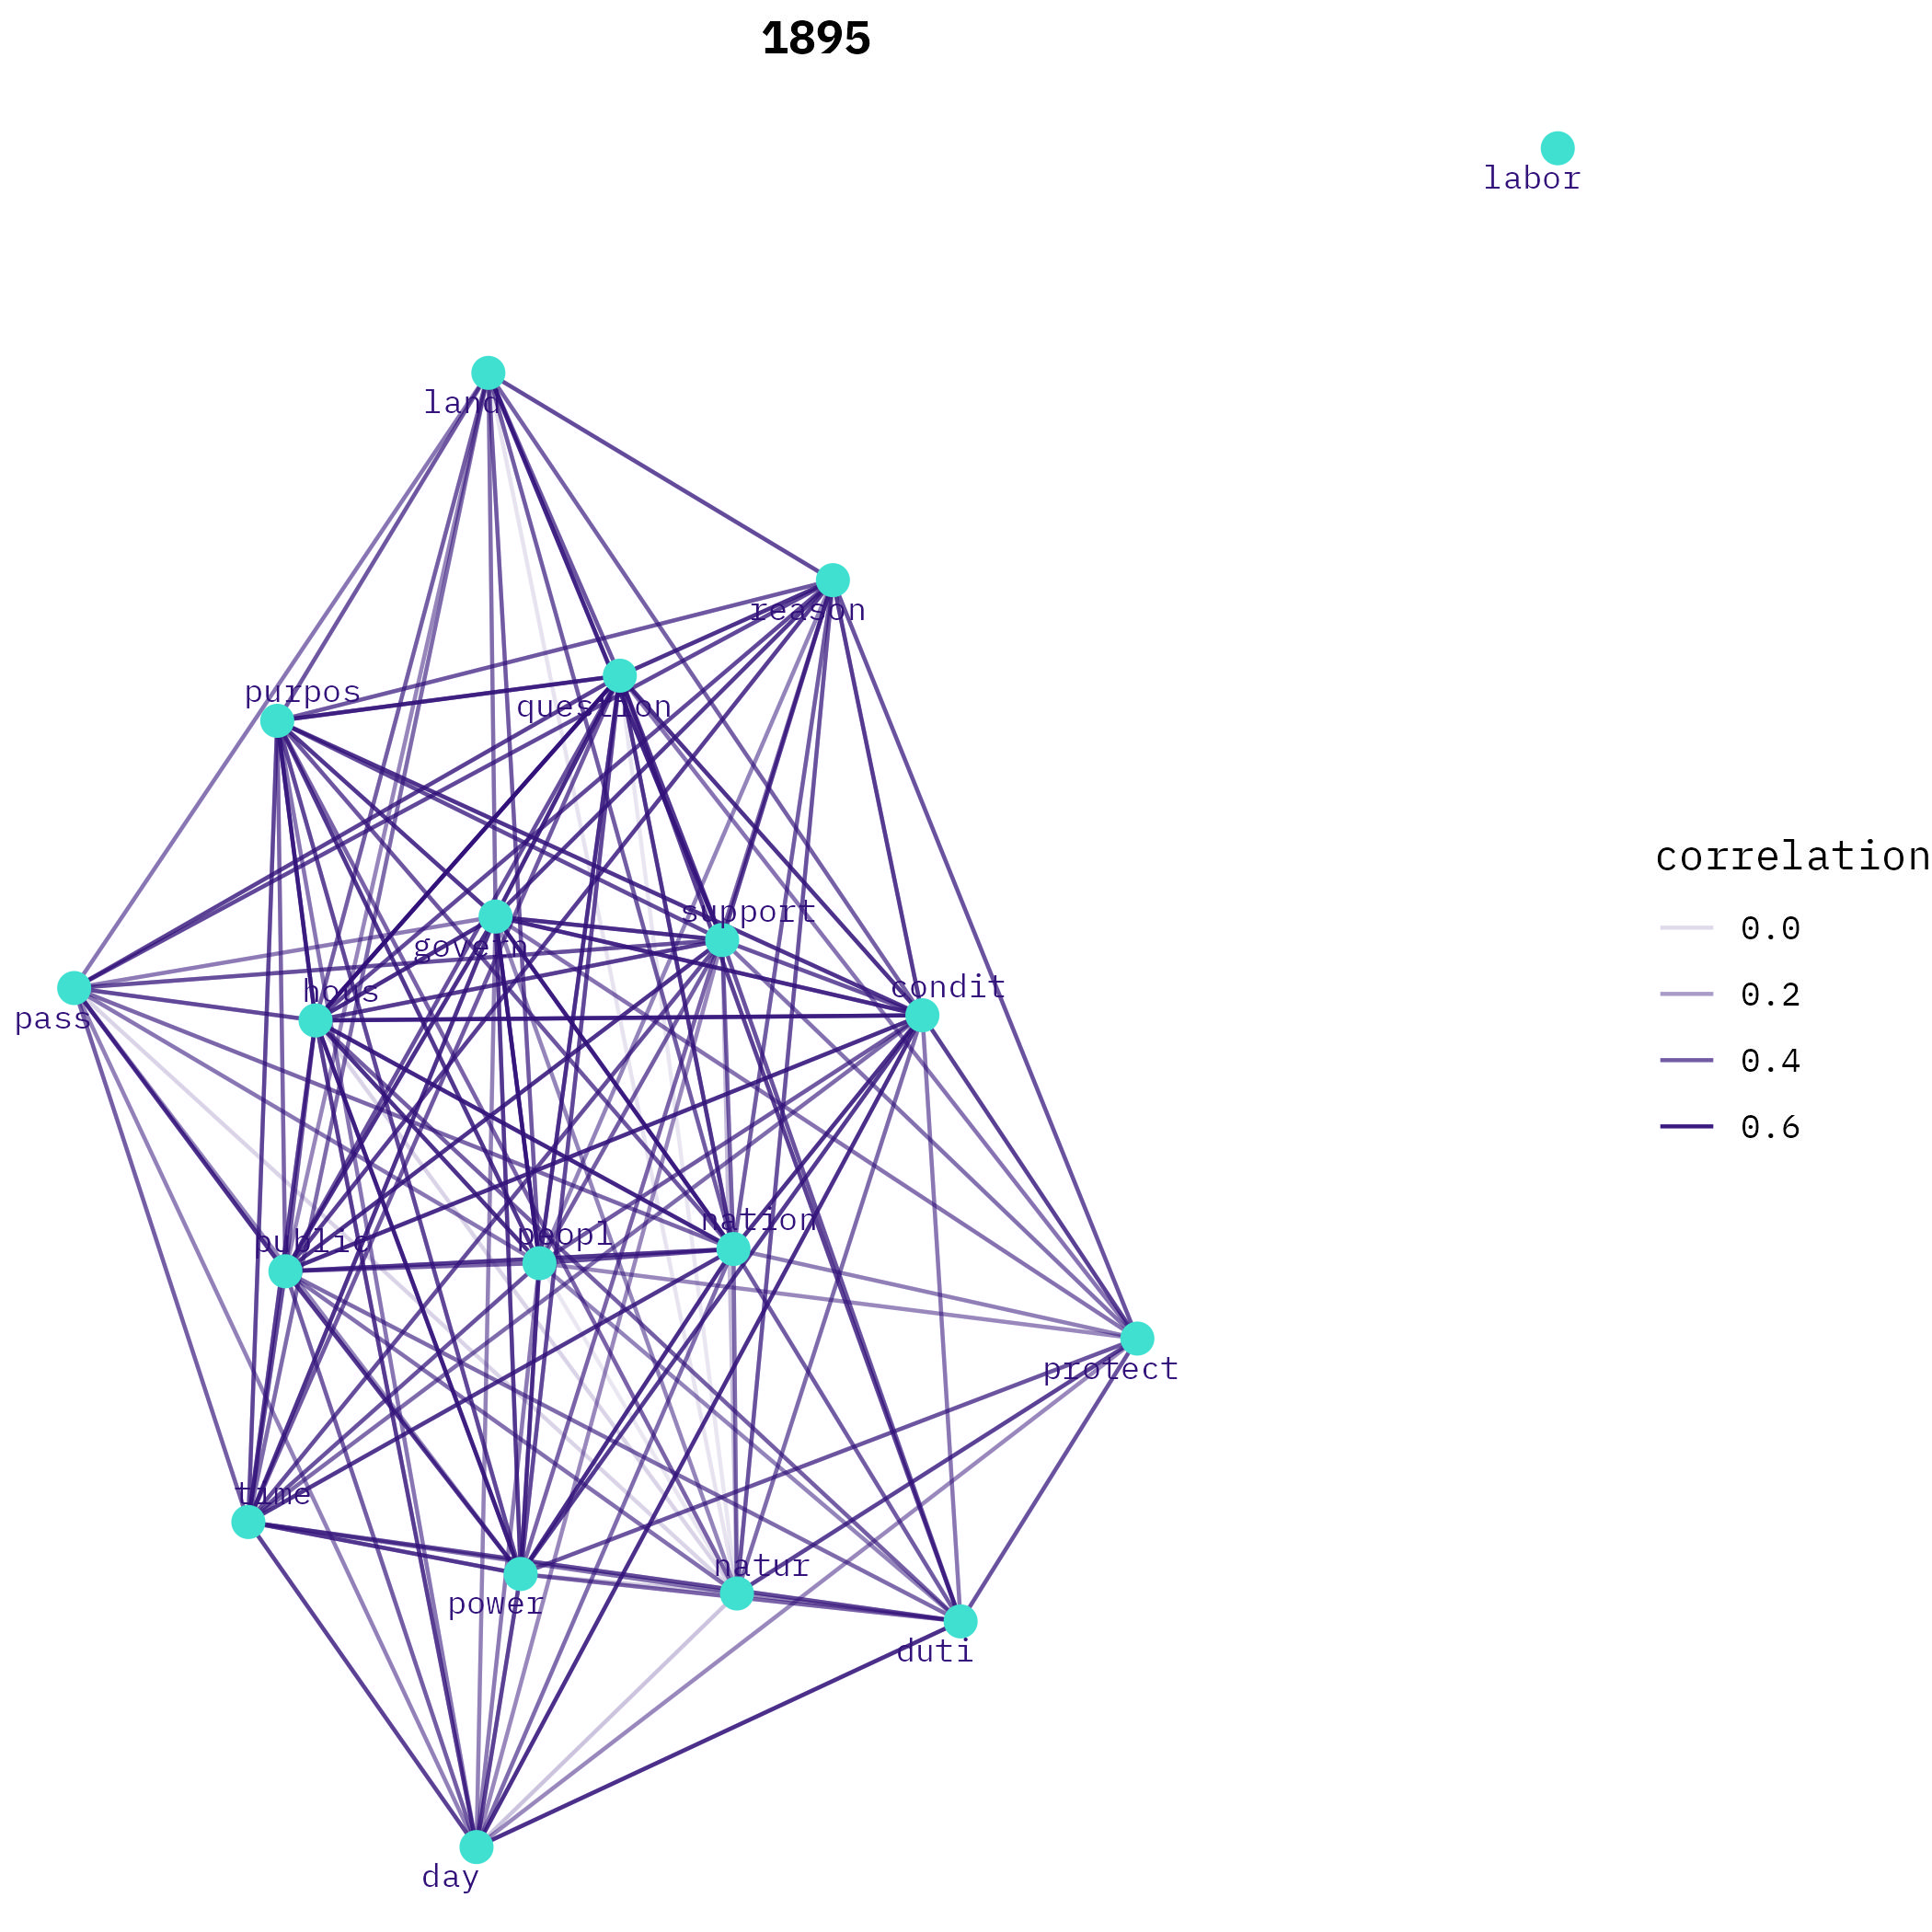 1895
labor
land
reason
purpos
question
support
govern
condit
hous
pass
nation
peopl
public
protect
time
natur
power
duti
day
correlation
0.0
0.2
0.4
0.6